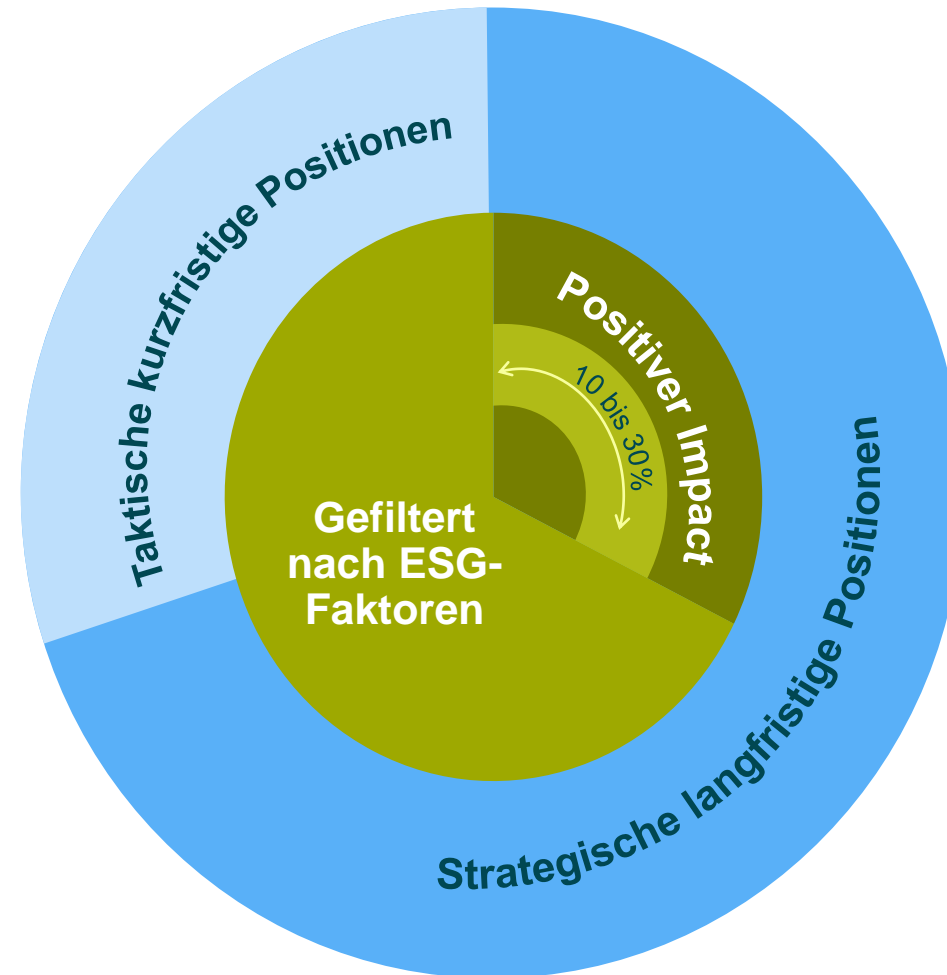 Taktische kurzfristige Positionen
Positiver Impact
10 bis 30%
Gefiltert
nach ESG-
Faktoren
Strategische langfristige Positionen